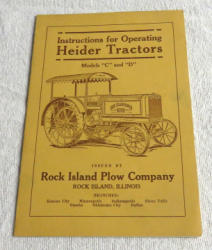 Instructions for Operating
Heider Tractors
Models "C" and "D"
ISSUED BY
Rock Island Plow Company
ROCK ISLAND, ILLINOIS
BRANCHES:
Kansas City Minneapolis Indianapolis Sioux Falls
Omaha Oklahoma City Dallas